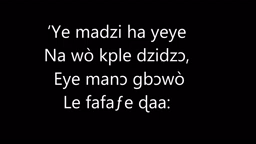 ‘Ye madzi ha yeye
Na wò kple dzidzɔ,
Eye manɔ gbɔwò
Le fafaƒe ɖaa: